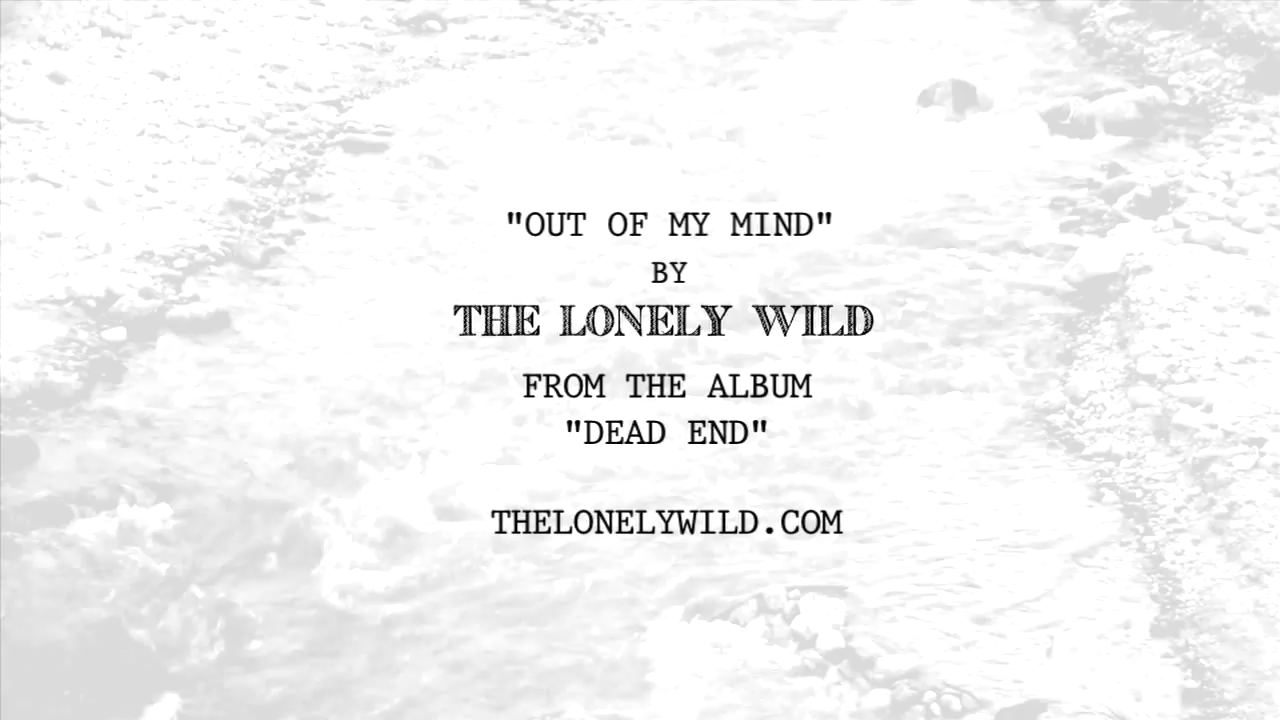 "OUT OF MY MIND"
BY
THE LONELY WILD
FROM THE ALBUM
"DEAD END"
THELONELYWILD.COM